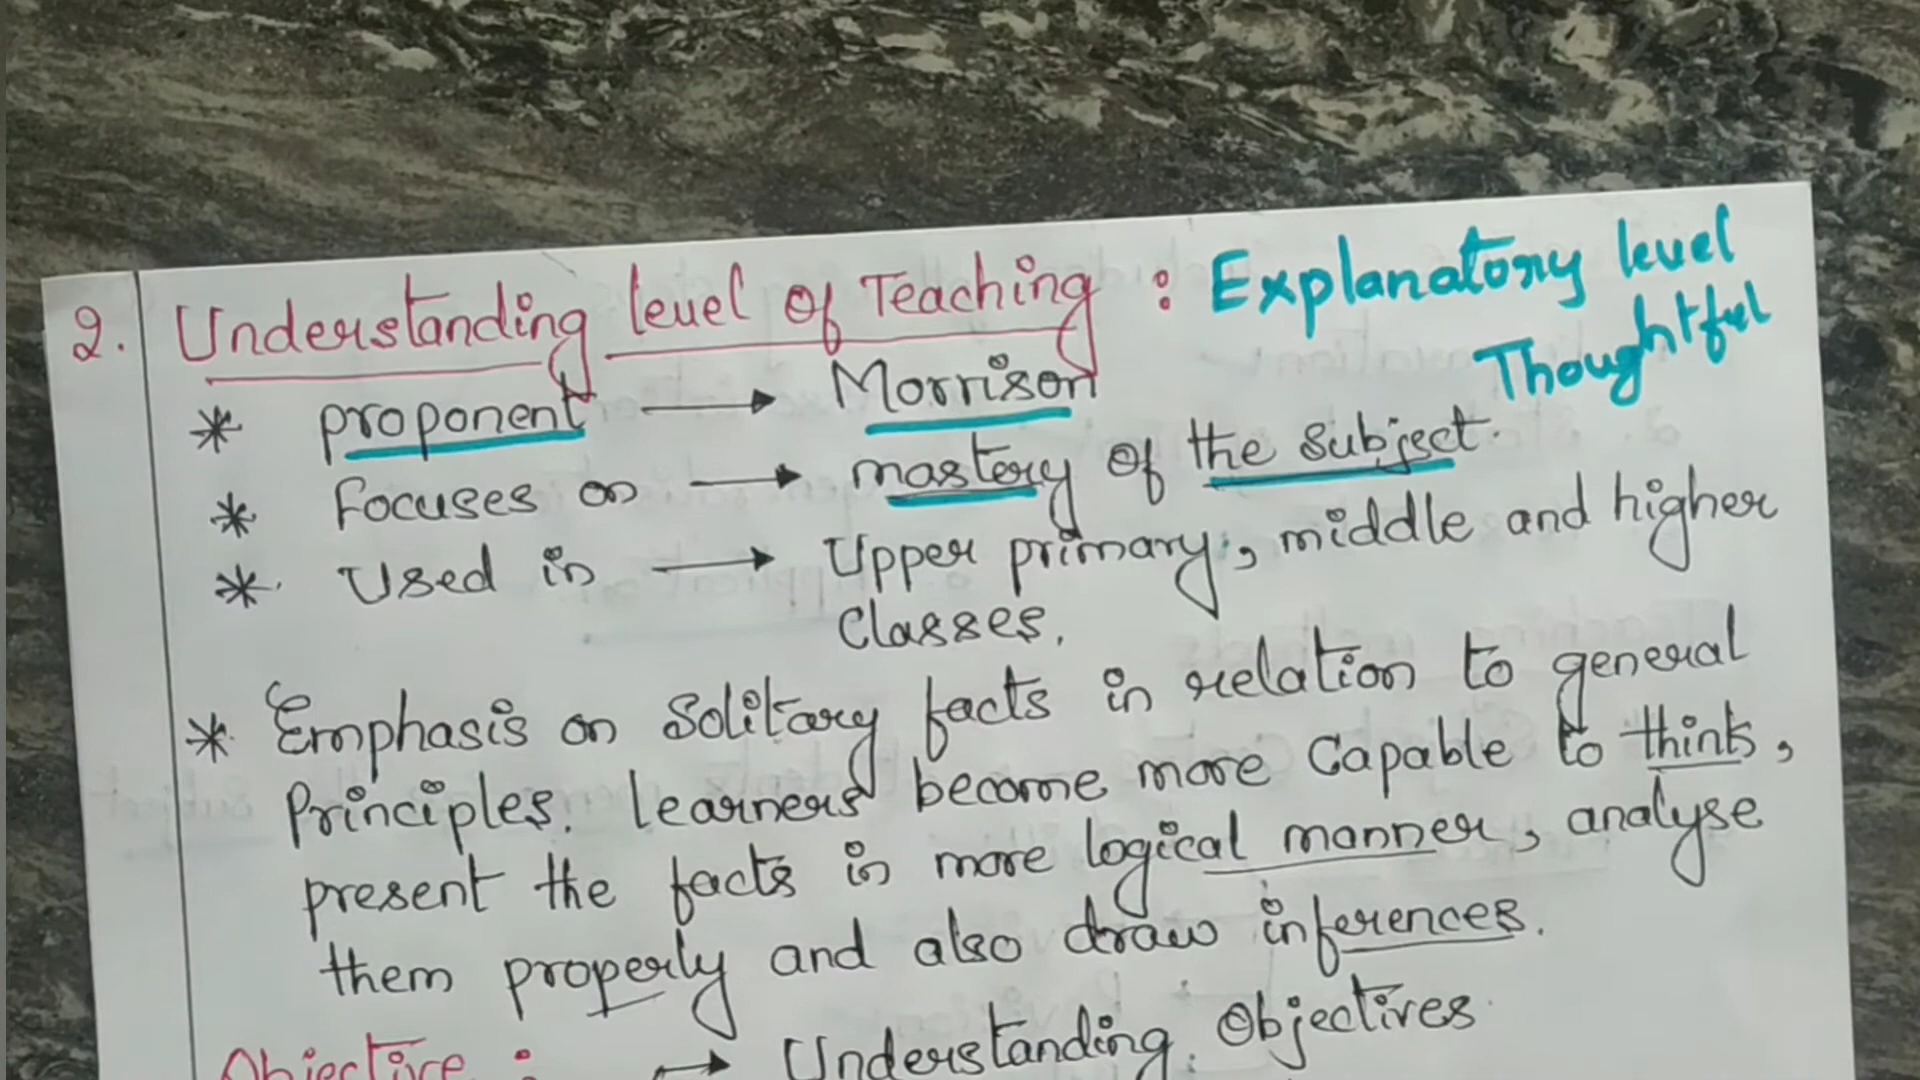 2. Understanding level of Teaching : Explanatory level
Thoughtful
* proponent → Morrison
* Focuses on → mastery of the subject.
* Used in → Upper primary, middle and higher
classes.
* Emphasis on Solitary facts in relation to general
Principles. learners become more Capable to think,
present the facts in more logical manner, analyse
them properly and also draw inferences.
Objective : → Understanding Objectives